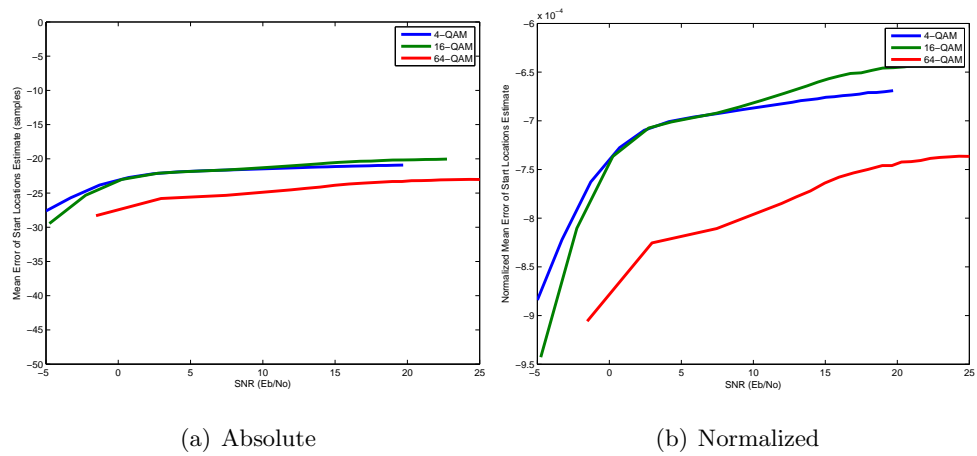 0
−5
−10
−15
−20
−25
−30
−35
−40
−45
−50
−5
0
5
10
15
20
25
SNR (Eb/No)
Mean Error of Start Locations Estimate (samples)
4−QAM
16−QAM
64−QAM
(a) Absolute
x 10−4
−6
−6.5
−7
−7.5
−8
−8.5
−9
−9.5
−5
0
5
10
15
20
25
SNR (Eb/No)
Normalized Mean Error of Start Locations Estimate
4−QAM
16−QAM
64−QAM
(b) Normalized